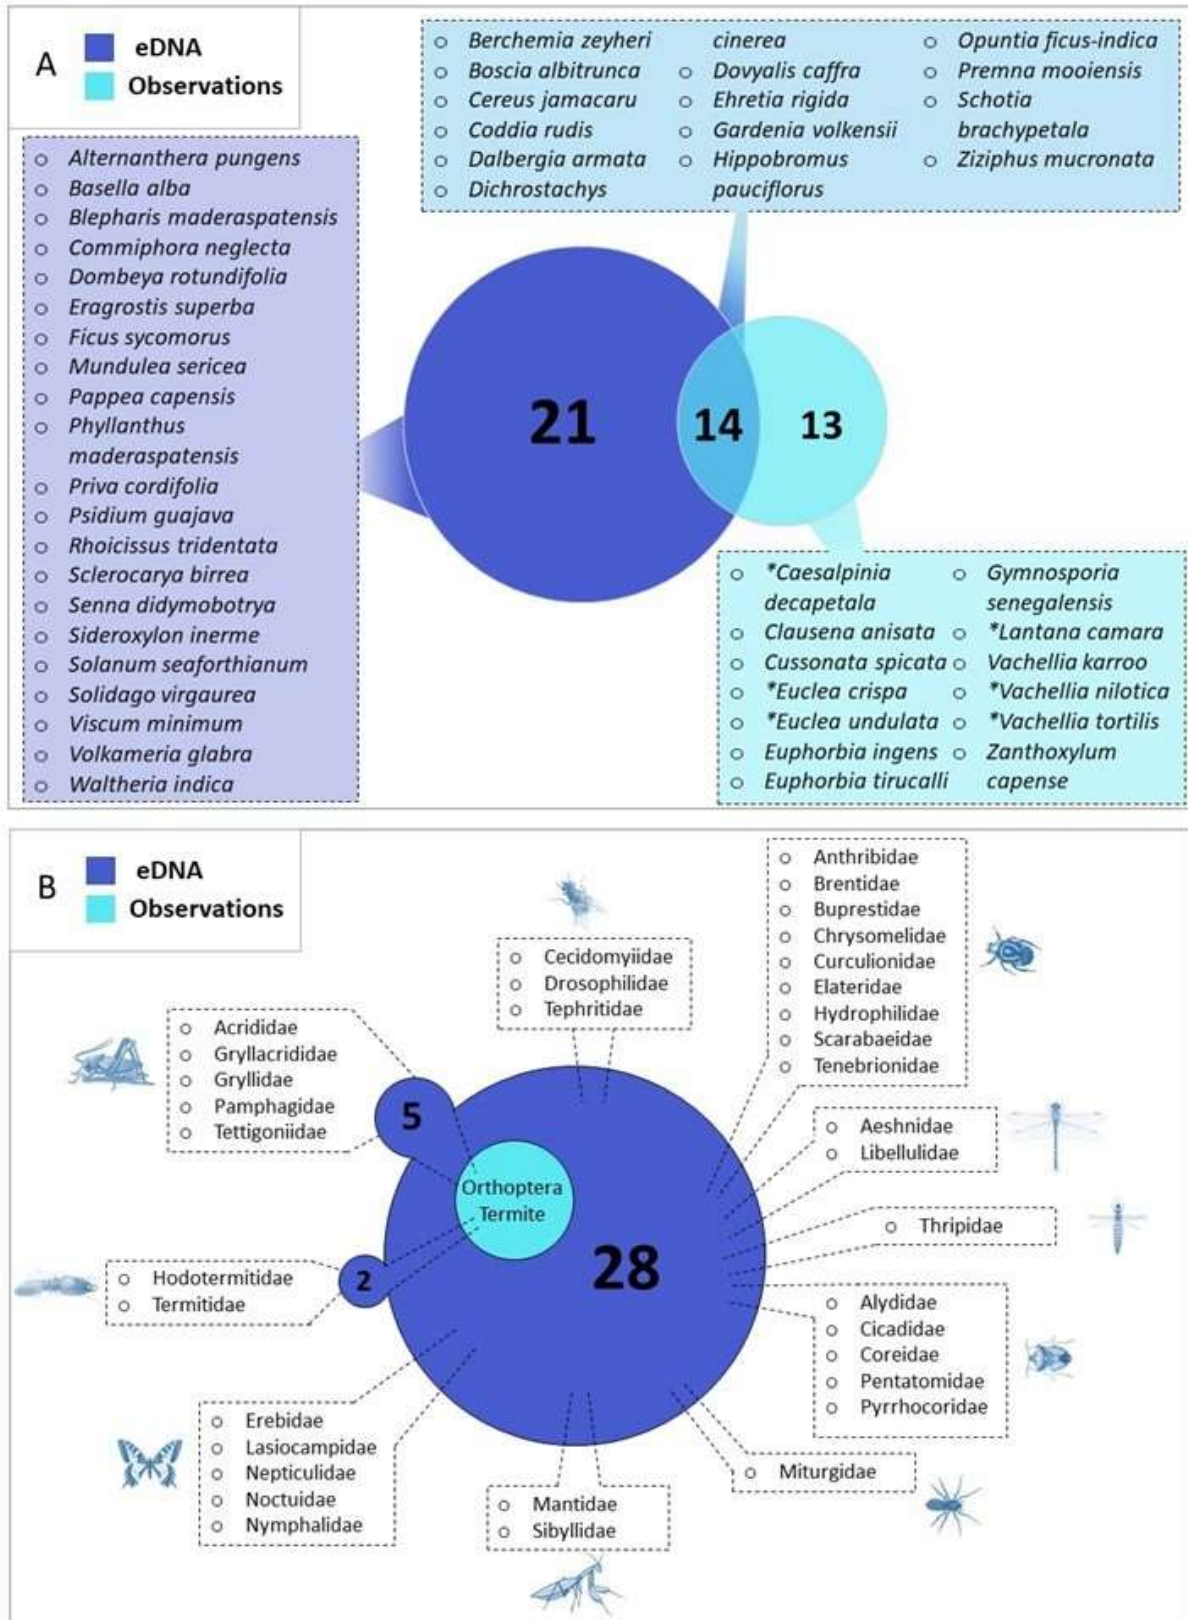 A
eDNA
Observations
○ Berchemia zeyheri
○ Boscia albitrunca
○ Cereus jamacaru
○ Coddia rudis
○ Dalbergia armata
○ Dichrostachys
cinerea
○ Dovyalis caffra
○ Ehretia rigida
○ Gardenia volkensii
○ Hippobromus
pauciflorus
○ Opuntia ficus-indica
○ Premna mooiensis
○ Schotia
brachypetala
○ Ziziphus mucronata
○ Alternanthera pungens
○ Basella alba
○ Blepharis maderaspatensis
○ Commiphora neglecta
○ Dombeya rotundifolia
○ Eragrostis superba
○ Ficus sycomorus
○ Mundulea sericea
○ Pappea capensis
○ Phyllanthus
maderaspatensis
○ Priva cordifolia
○ Psidium guajava
○ Rhoicissus tridentata
○ Sclerocarya birrea
○ Senna didymobotrya
○ Sideroxylon inerme
○ Solanum seaforthianum
○ Solidago virgaurea
○ Viscum minimum
○ Volkameria glabra
○ Waltheria indica
21
14
13
○ *Caesalpinia
decapetala
○ Clausena anisata
○ Cussonata spicata
○ *Euclea crispa
○ *Euclea undulata
○ Euphorbia ingens
○ Euphorbia tirucalli
○ Gymnosporia
senegalensis
○ *Lantana camara
○ Vachellia karroo
○ *Vachellia nilotica
○ *Vachellia tortilis
○ Zanthoxylum
capense
B
eDNA
Observations
○ Cecidomyiidae
○ Drosophilidae
○ Tephritidae
○ Anthribidae
○ Brentidae
○ Buprestidae
○ Chrysomelidae
○ Curculionidae
○ Elateridae
○ Hydrophilidae
○ Scarabaeidae
○ Tenebrionidae
○ Acrididae
○ Gryllacrididae
○ Gryllidae
○ Pamphagidae
○ Tettigoniidae
5
○ Aeshnidae
○ Libellulidae
Orthoptera
Termite
○ Thripidae
28
○ Hodotermitidae
○ Termitidae
2
○ Alydidae
○ Cicadidae
○ Coreidae
○ Pentatomidae
○ Pyrrhocoridae
○ Erebidae
○ Lasiocampidae
○ Nepticulidae
○ Noctuidae
○ Nymphalidae
○ Miturgidae
○ Mantidae
○ Sibyllidae